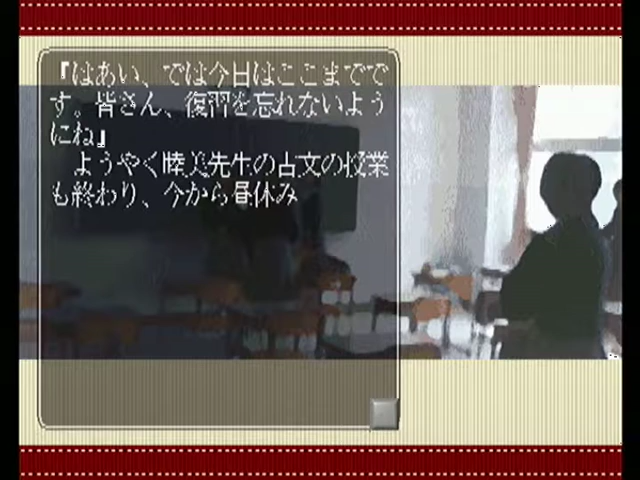 『はあい、では今日はここまでで
す。皆さん、復習を忘れないよう
にね』
　ようやく睦美先生の古文の授業
も終わり、今から昼休み